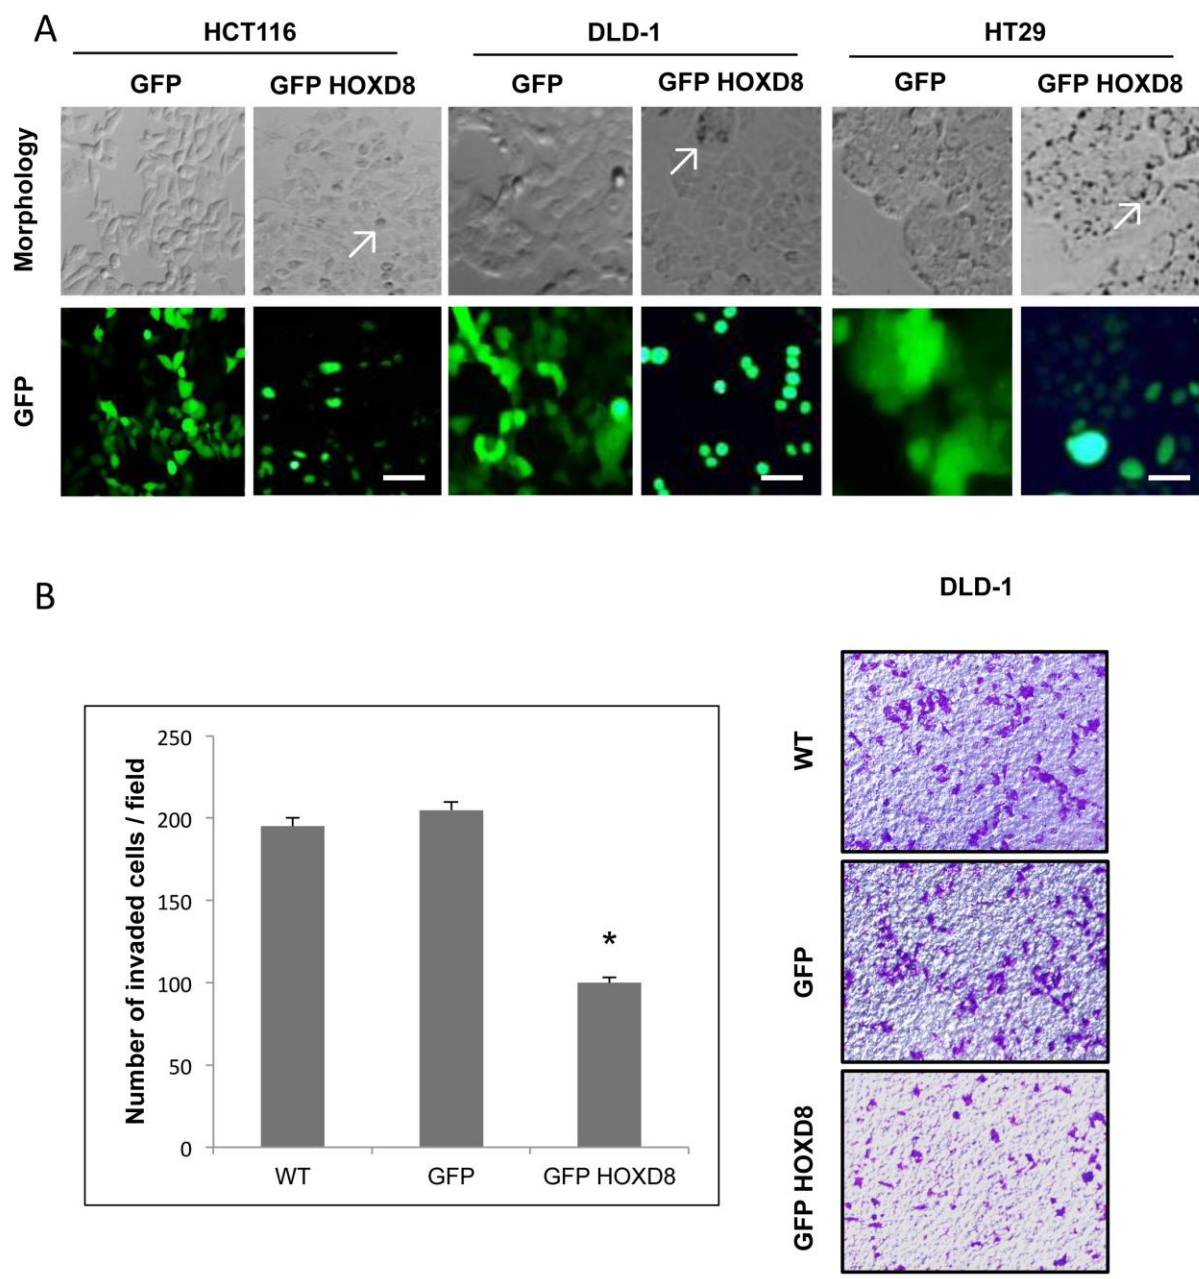 A
HCT116 DLD-1 HT29
GFP GFP HOXD8 GFP GFP HOXD8 GFP GFP HOXD8
Morphology
GFP
B
DLD-1
250
200
150
100
50
0
Number of invaded cells / field
*
WT GFP GFP HOXD8
WT
GFP
GFP HOXD8